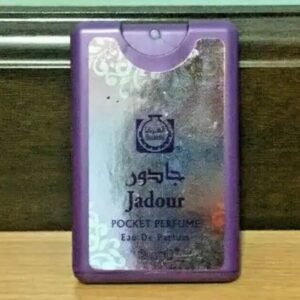 جادور
Jadour
POCKET PERFUME
Eau De Parfum